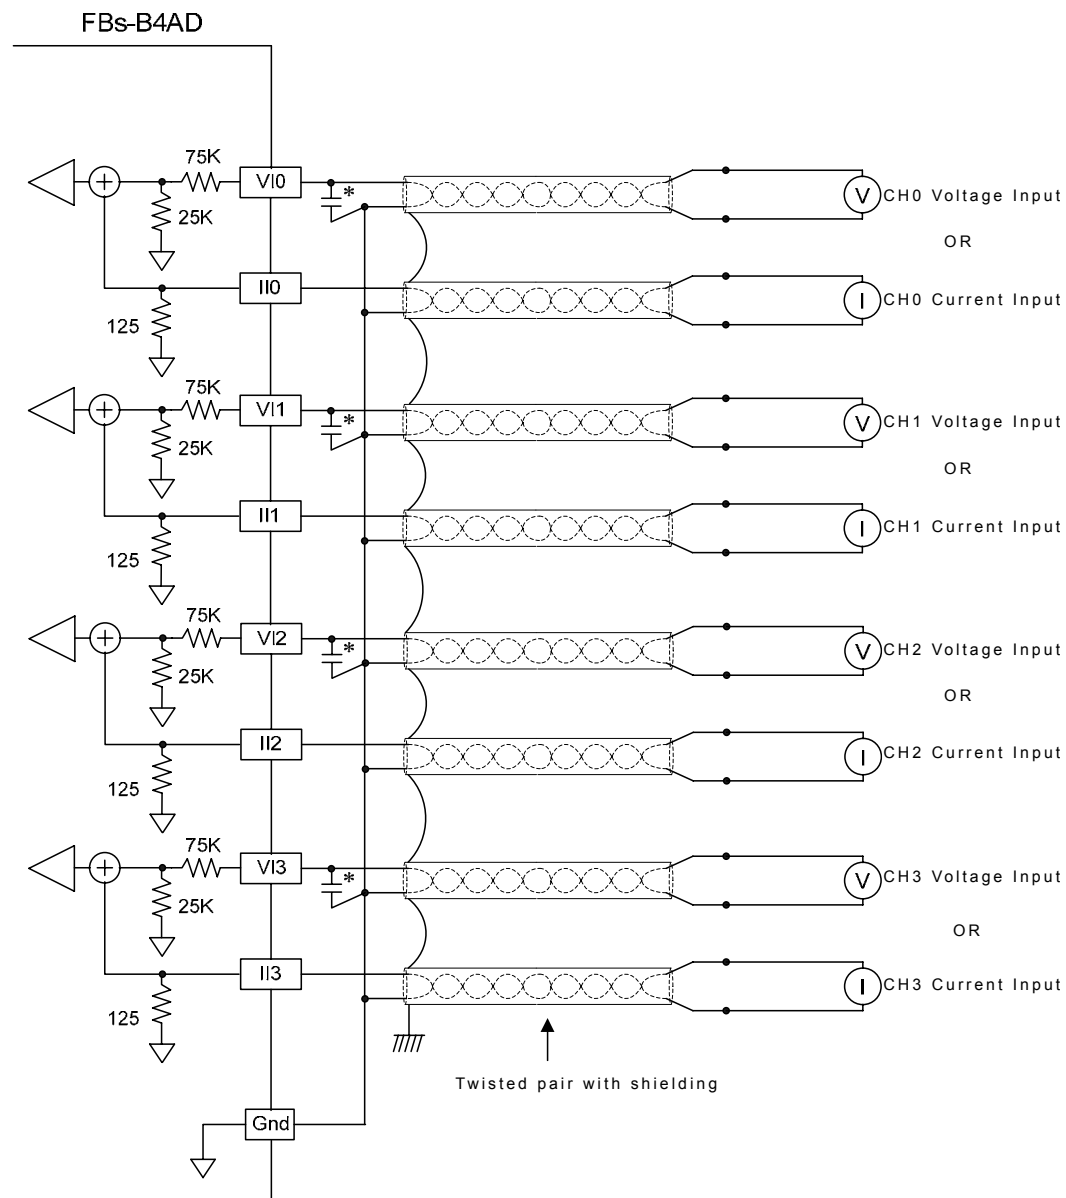 FBs-B4AD
75K
VI0
*
V
CH0 Voltage Input
25K
OR
II0
I
CH0 Current Input
125
75K
VI1
*
V
CH1 Voltage Input
25K
OR
II1
I
CH1 Current Input
125
75K
VI2
*
V
CH2 Voltage Input
25K
OR
II2
I
CH2 Current Input
125
75K
VI3
*
V
CH3 Voltage Input
25K
OR
II3
I
CH3 Current Input
125
Twisted pair with shielding
Gnd